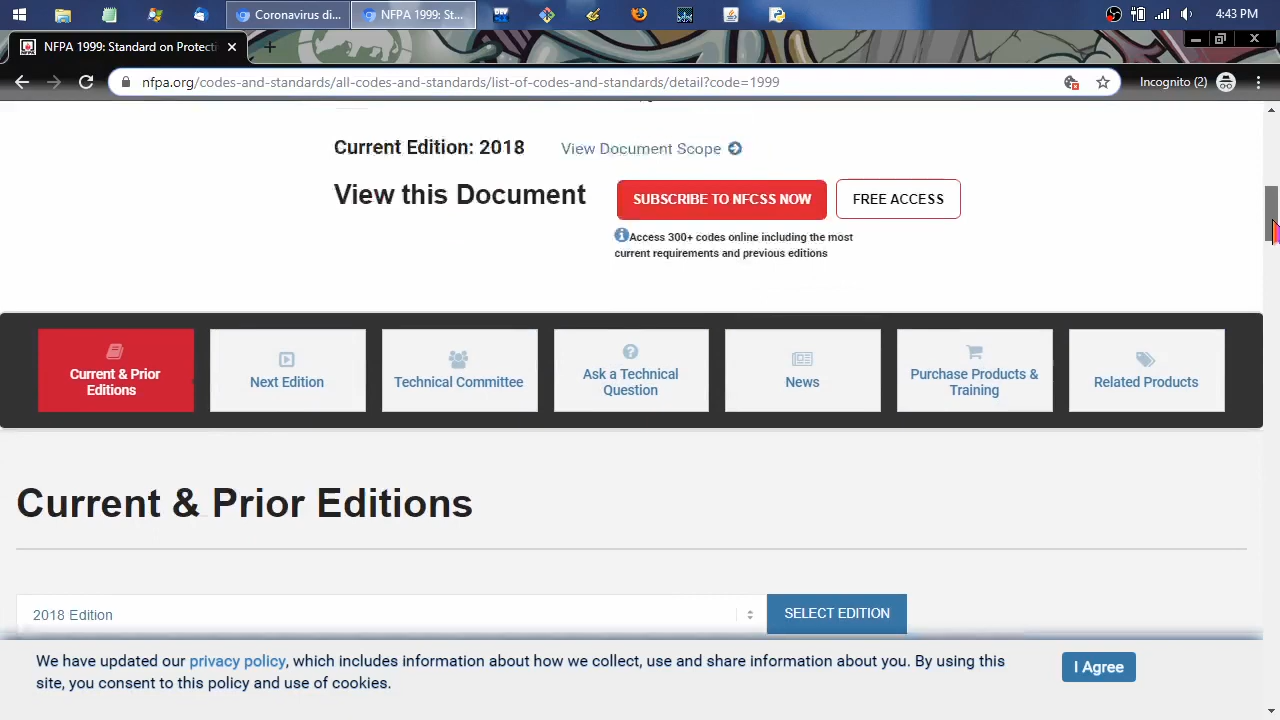 Coronavirus di...
NFPA 1999: St...
4:43 PM
NFPA 1999: Standard on Protecti
nfpa.org/codes-and-standards/all-codes-and-standards/list-of-codes-and-standards/detail?code=1999
Incognito (2)
Current Edition: 2018
View Document Scope
View this Document
SUBSCRIBE TO NFCSS NOW
FREE ACCESS
Access 300+ codes online including the most
current requirements and previous editions
Current & Prior
Editions
Next Edition
Technical Committee
Ask a Technical
Question
News
Purchase Products &
Training
Related Products
Current & Prior Editions
2018 Edition
SELECT EDITION
We have updated our privacy policy, which includes information about how we collect, use and share information about you. By using this
site, you consent to this policy and use of cookies.
I Agree